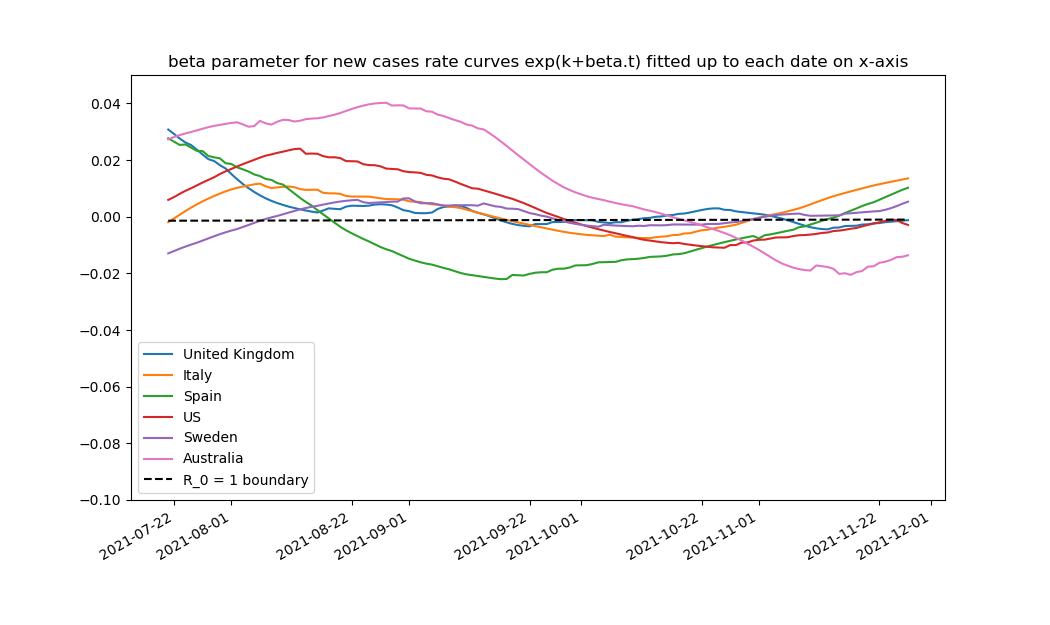 beta parameter for new cases rate curves exp(k+beta.t) fitted up to each date on x-axis
0.04
0.02
0.00
−0.02
−0.04
−0.06
−0.08
−0.10
United Kingdom
Italy
Spain
US
Sweden
Australia
R_0 = 1 boundary
2021-07-22
2021-08-01
2021-08-22
2021-09-01
2021-09-22
2021-10-01
2021-10-22
2021-11-01
2021-11-22
2021-12-01